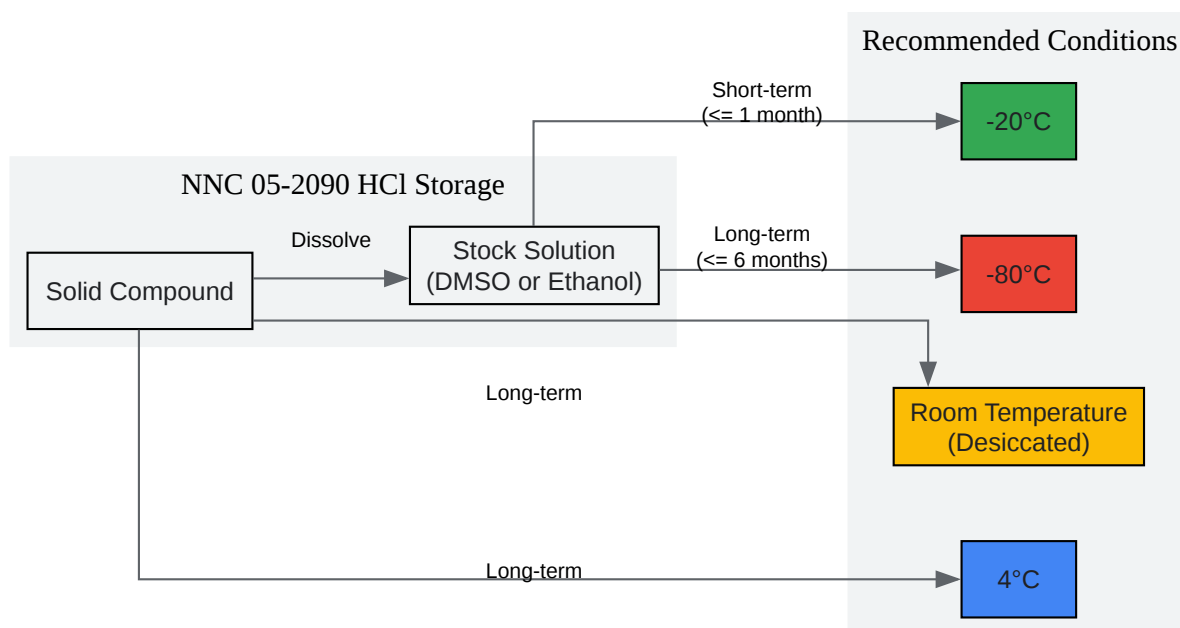 Recommended Conditions
Short-term
(<= 1 month)
-20°C
NNC 05-2090 HCl Storage
Dissolve
Stock Solution
(DMSO or Ethanol)
Long-term
(<= 6 months)
-80°C
Solid Compound
Long-term
Room Temperature
(Desiccated)
Long-term
4°C